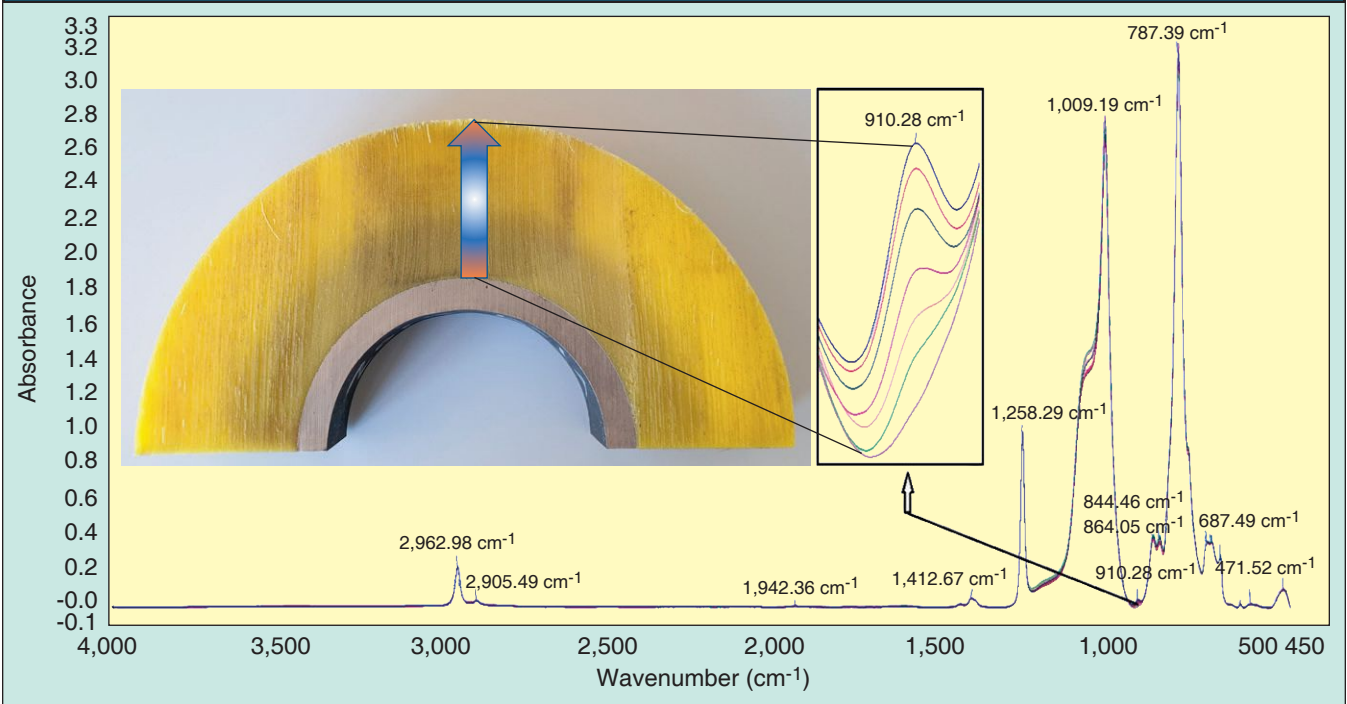 Absorbance
3.3
3.2
3.0
2.8
2.6
2.4
2.2
2.0
1.8
1.6
1.4
1.2
1.0
0.8
0.6
0.4
0.2
-0.0
-0.1
787.39 cm-1
1,009.19 cm-1
910.28 cm-1
1,258.29 cm-1
844.46 cm-1
864.05 cm-1
687.49 cm-1
2,962.98 cm-1
2,905.49 cm-1
1,942.36 cm-1
1,412.67 cm-1
910.28 cm-1
471.52 cm-1
4,000 3,500 3,000 2,500 2,000 1,500 1,000 500 450
Wavenumber (cm-1)